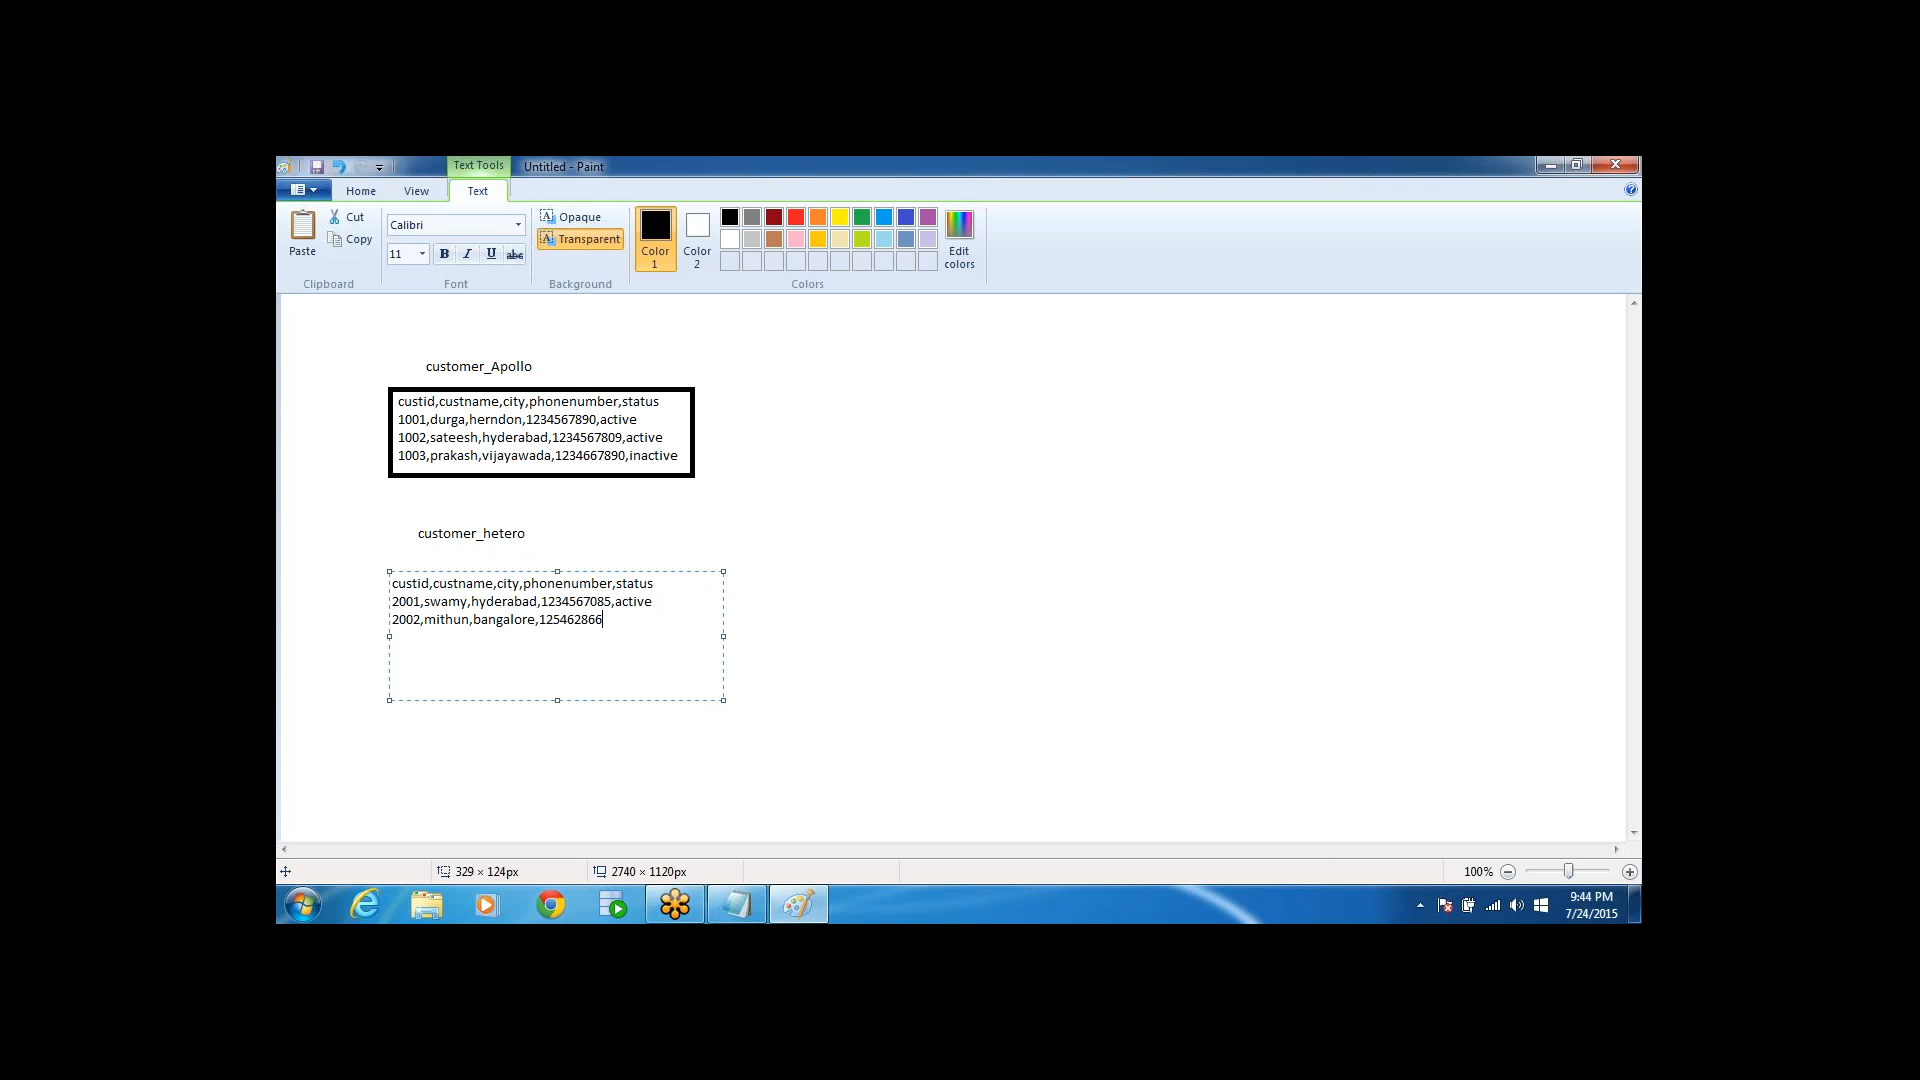 Text Tools
Untitled - Paint
Home
View
Text
Paste
Cut
Copy
Clipboard
Calibri
11
B
I
U
abc
Font
Opaque
Transparent
Background
Color
1
Color
2
Edit
colors
Colors
customer_Apollo
custid,custname,city,phonenumber,status
1001,durga,herndon,1234567890,active
1002,sateesh,hyderabad,1234567809,active
1003,prakash,vijayawada,1234667890,inactive
customer_hetero
custid,custname,city,phonenumber,status
2001,swamy,hyderabad,1234567085,active
2002,mithun,bangalore,125462866
329 × 124px
2740 × 1120px
100%
9:44 PM
7/24/2015